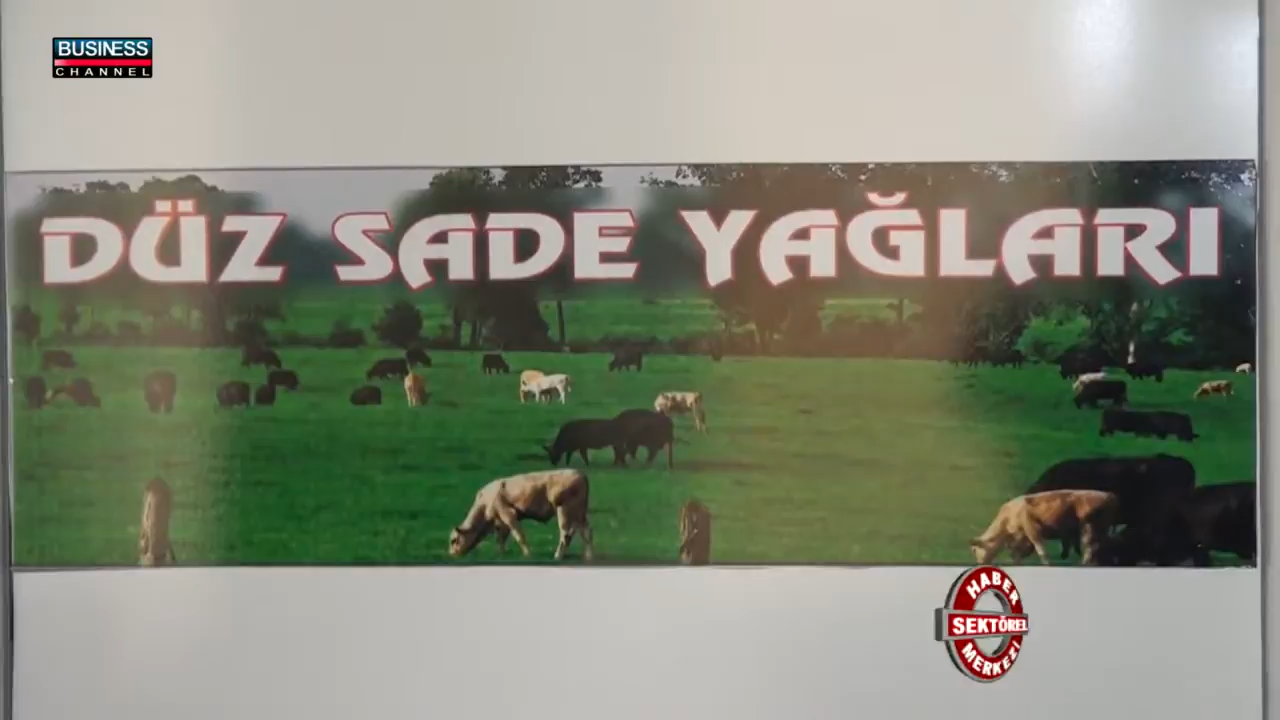 BUSINESS
CHANNEL
DÜZ SADE YAĞLARI
HABER
SEKTÖREL
MERKEZİ